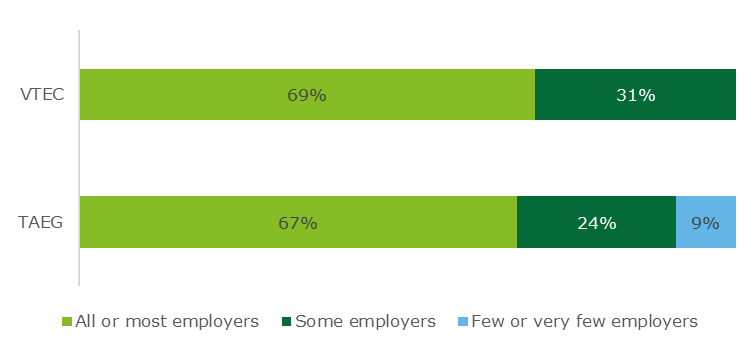 VTEC 69% 31%
TAEG 67% 24% 9%
All or most employers Some employers Few or very few employers